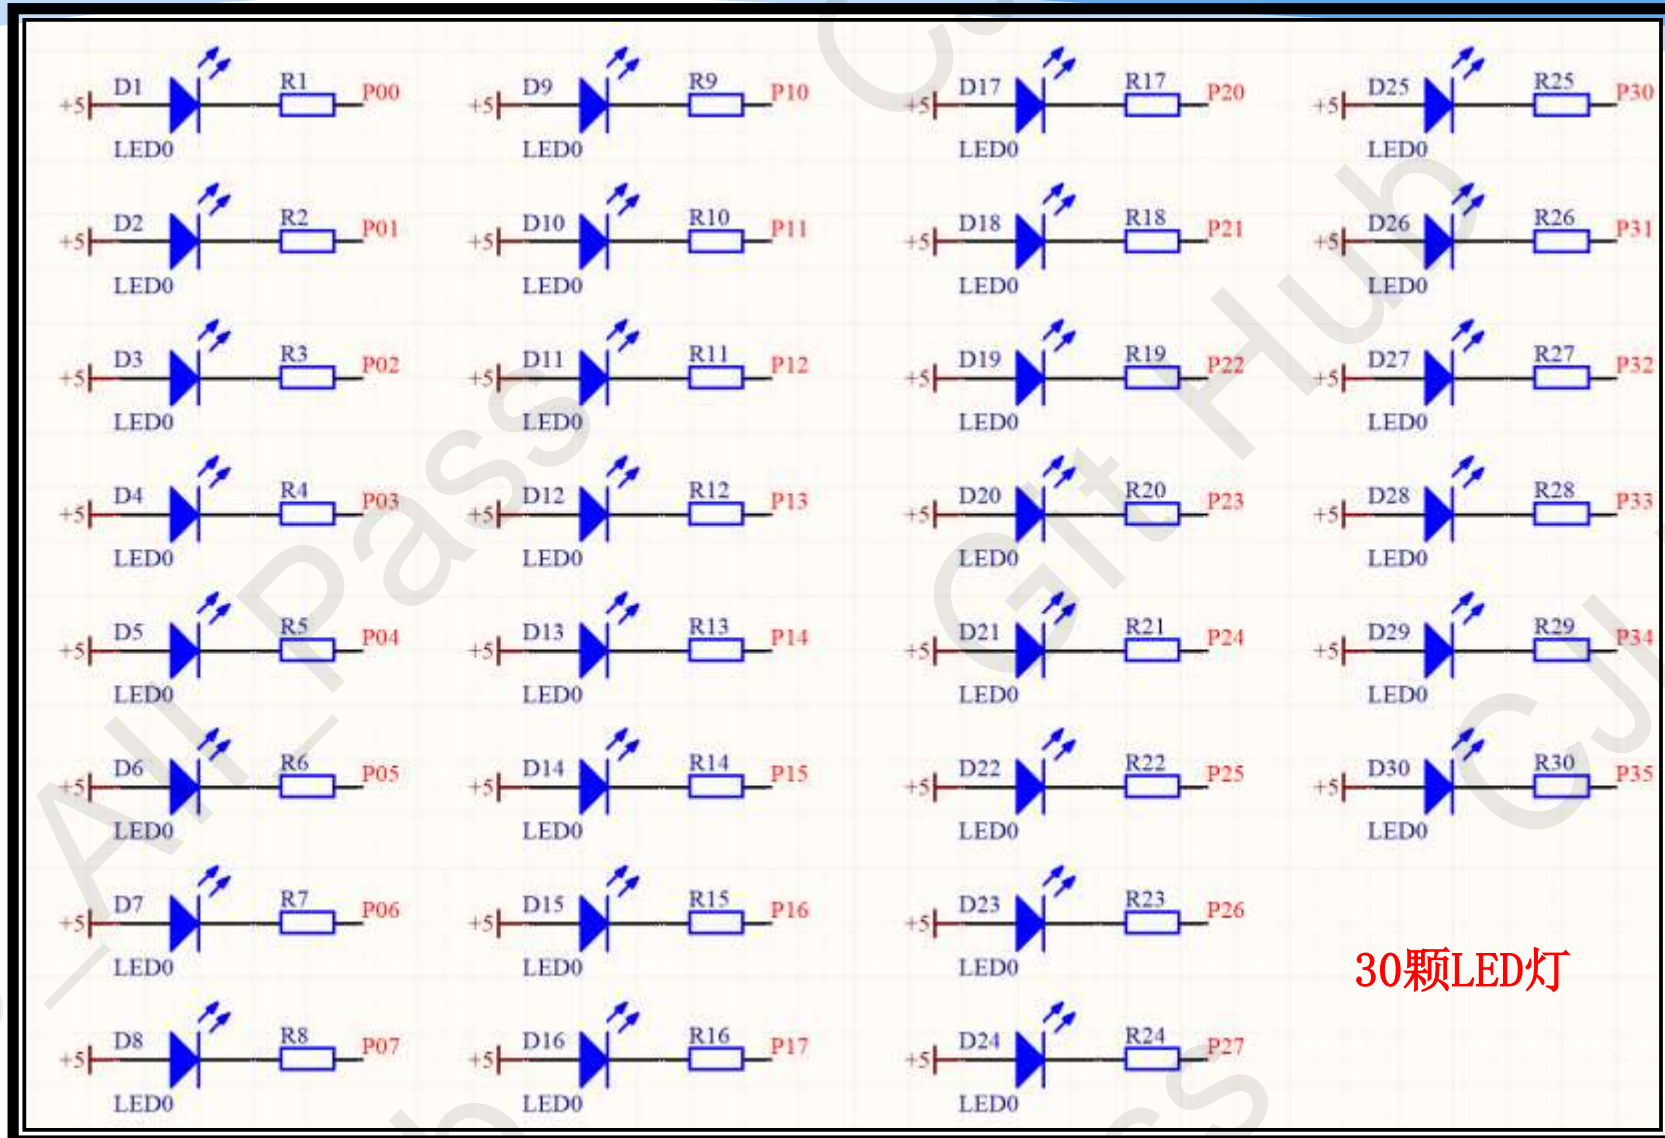 D1 R1 P00 D9 R9 P10 D17 R17 P20 D25 R25 P30
+5 +5 +5 +5
LED0 LED0 LED0 LED0
D2 R2 P01 D10 R10 P11 D18 R18 P21 D26 R26 P31
+5 +5 +5 +5
LED0 LED0 LED0 LED0
D3 R3 P02 D11 R11 P12 D19 R19 P22 D27 R27 P32
+5 +5 +5 +5
LED0 LED0 LED0 LED0
D4 R4 P03 D12 R12 P13 D20 R20 P23 D28 R28 P33
+5 +5 +5 +5
LED0 LED0 LED0 LED0
D5 R5 P04 D13 R13 P14 D21 R21 P24 D29 R29 P34
+5 +5 +5 +5
LED0 LED0 LED0 LED0
D6 R6 P05 D14 R14 P15 D22 R22 P25 D30 R30 P35
+5 +5 +5 +5
LED0 LED0 LED0 LED0
D7 R7 P06 D15 R15 P16 D23 R23 P26
+5 +5 +5
LED0 LED0 LED0
30颗LED灯
D8 R8 P07 D16 R16 P17 D24 R24 P27
+5 +5 +5
LED0 LED0 LED0
All_Pass
Git Hub